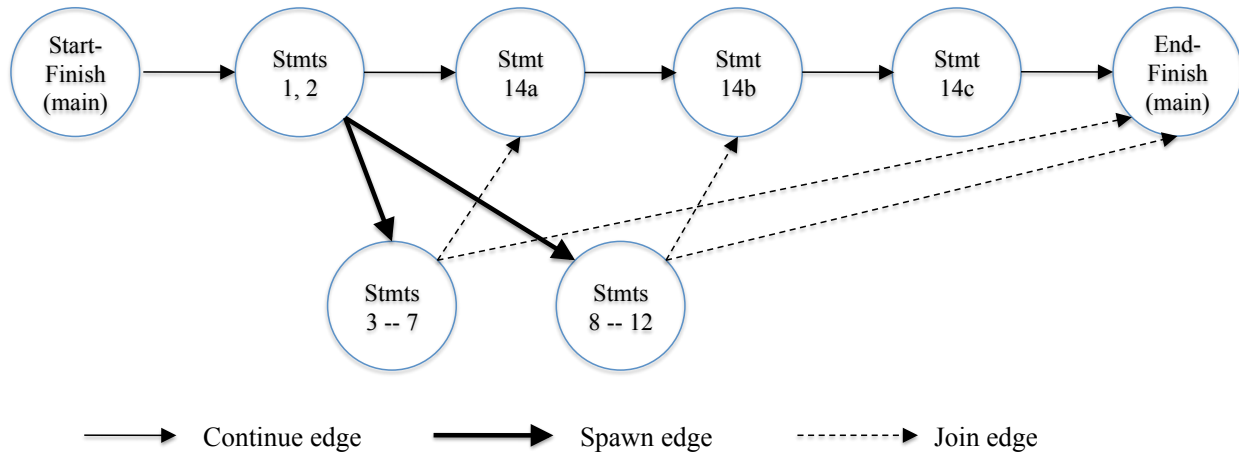 Start-
Finish
(main)
Stmts
1, 2
Stmt
14a
Stmt
14b
Stmt
14c
End-
Finish
(main)
Stmts
3 -- 7
Stmts
8 -- 12
Continue edge
Spawn edge
Join edge